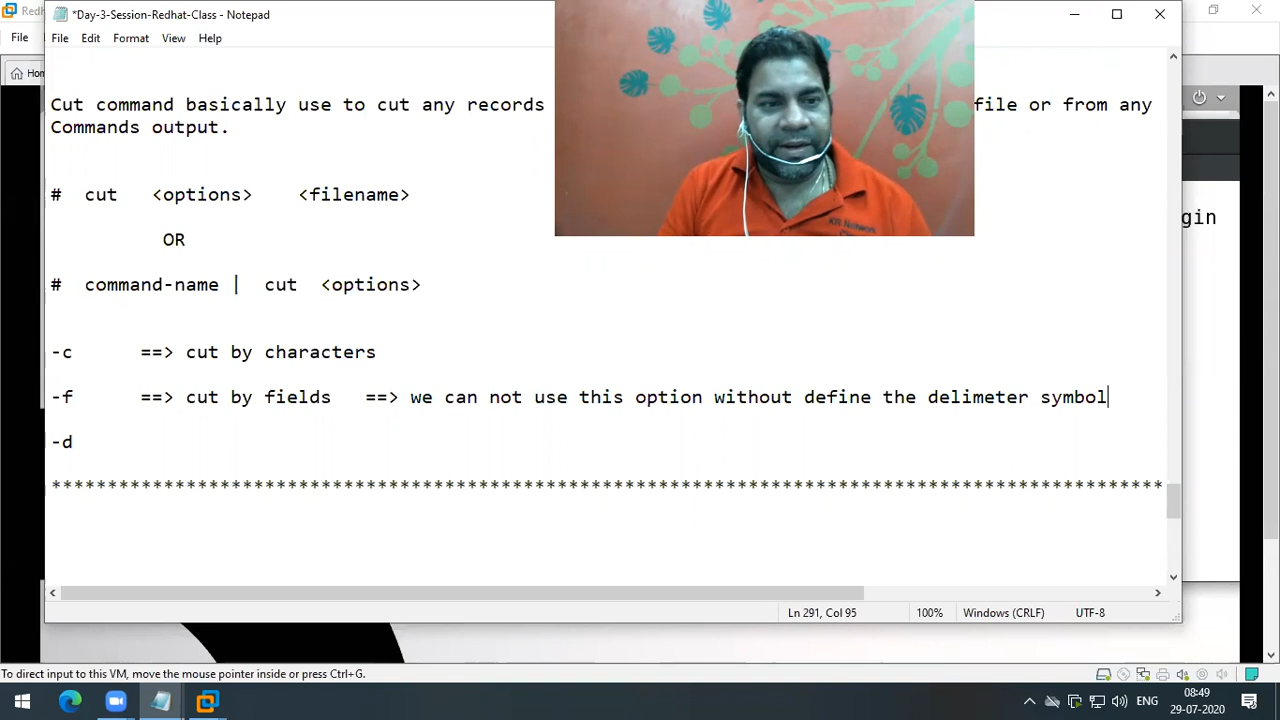 Redh
*Day-3-Session-Redhat-Class - Notepad
File
File Edit Format View Help
Home
Cut command basically use to cut any records file or from any
Commands output.
# cut <options> <filename>
gin
OR
# command-name | cut <options>
-c ==> cut by characters
-f ==> cut by fields ==> we can not use this option without define the delimeter symbol
-d
***************************************************************************************************
Ln 291, Col 95 100% Windows (CRLF) UTF-8
To direct input to this VM, move the mouse pointer inside or press Ctrl+G.
ENG
08:49
29-07-2020